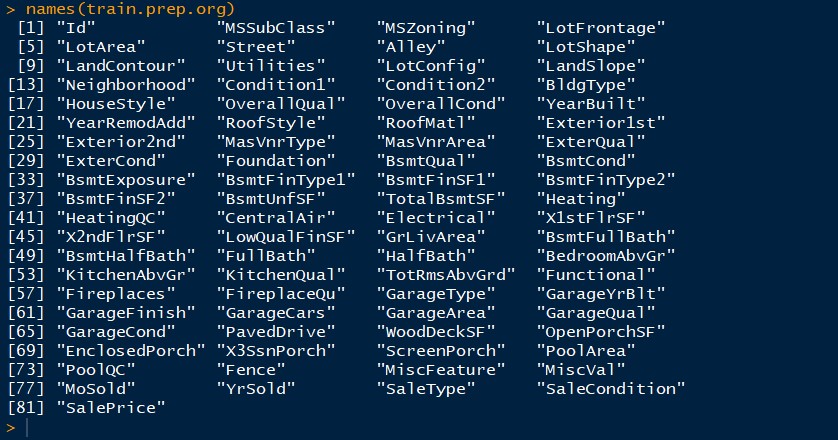 > names(train.prep.org)
 [1] "Id"            "MSSubClass"    "MSZoning"      "LotFrontage"
 [5] "LotArea"       "Street"        "Alley"         "LotShape"
 [9] "LandContour"   "Utilities"     "LotConfig"     "LandSlope"
[13] "Neighborhood"  "Condition1"    "Condition2"    "BldgType"
[17] "HouseStyle"    "OverallQual"   "OverallCond"   "YearBuilt"
[21] "YearRemodAdd"  "RoofStyle"     "RoofMatl"      "Exterior1st"
[25] "Exterior2nd"   "MasVnrType"    "MasVnrArea"    "ExterQual"
[29] "ExterCond"     "Foundation"    "BsmtQual"      "BsmtCond"
[33] "BsmtExposure"  "BsmtFinType1"  "BsmtFinSF1"    "BsmtFinType2"
[37] "BsmtFinSF2"    "BsmtUnfSF"     "TotalBsmtSF"   "Heating"
[41] "HeatingQC"     "CentralAir"    "Electrical"    "X1stFlrSF"
[45] "X2ndFlrSF"     "LowQualFinSF"  "GrLivArea"     "BsmtFullBath"
[49] "BsmtHalfBath"  "FullBath"      "HalfBath"      "BedroomAbvGr"
[53] "KitchenAbvGr"  "KitchenQual"   "TotRmsAbvGrd"  "Functional"
[57] "Fireplaces"    "FireplaceQu"   "GarageType"    "GarageYrBlt"
[61] "GarageFinish"  "GarageCars"    "GarageArea"    "GarageQual"
[65] "GarageCond"    "PavedDrive"    "WoodDeckSF"    "OpenPorchSF"
[69] "EnclosedPorch" "X3SsnPorch"    "ScreenPorch"   "PoolArea"
[73] "PoolQC"        "Fence"         "MiscFeature"   "MiscVal"
[77] "MoSold"        "YrSold"        "SaleType"      "SaleCondition"
[81] "SalePrice"
>